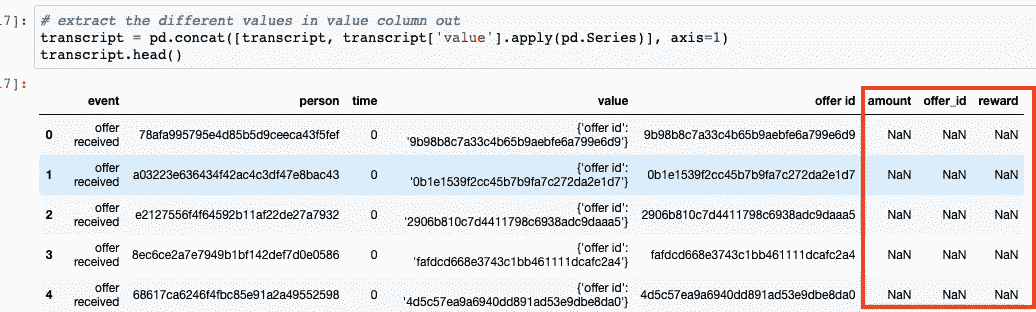 7]: # extract the different values in value column out
transcript = pd.concat([transcript, transcript['value'].apply(pd.Series)], axis=1)
transcript.head()
7]:
event person time value offer id amount offer_id reward
0 offer received 78afa995795e4d85b5d9ceeca43f5fef 0 {'offer id': '9b98b8c7a33c4b65b9aebfe6a799e6d9'} 9b98b8c7a33c4b65b9aebfe6a799e6d9 NaN NaN NaN
1 offer received a03223e636434f42ac4c3df47e8bac43 0 {'offer id': '0b1e1539f2cc45b7b9fa7c272da2e1d7'} 0b1e1539f2cc45b7b9fa7c272da2e1d7 NaN NaN NaN
2 offer received e2127556f4f64592b11af22de27a7932 0 {'offer id': '2906b810c7d4411798c6938adc9daaa5'} 2906b810c7d4411798c6938adc9daaa5 NaN NaN NaN
3 offer received 8ec6ce2a7e7949b1bf142def7d0e0586 0 {'offer id': 'fafdcd668e3743c1bb461111dcafc2a4'} fafdcd668e3743c1bb461111dcafc2a4 NaN NaN NaN
4 offer received 68617ca6246f4fbc85e91a2a49552598 0 {'offer id': '4d5c57ea9a6940dd891ad53e9dbe8da0'} 4d5c57ea9a6940dd891ad53e9dbe8da0 NaN NaN NaN